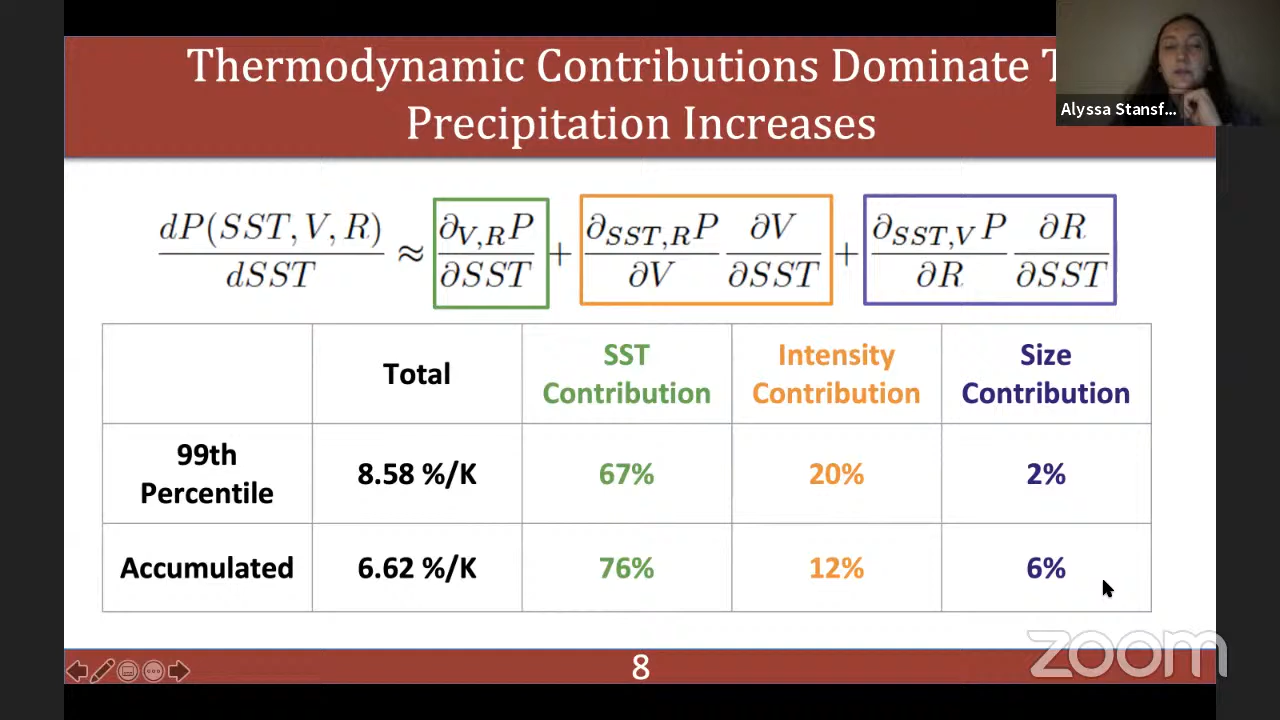 Thermodynamic Contributions Dominate T
Precipitation Increases
Alyssa Stansf...
dP(SST, V, R) / dSST ≈ ∂V,R P / ∂SST + ∂SST,R P / ∂V ∂V / ∂SST + ∂SST,V P / ∂R ∂R / ∂SST
Total
SST
Contribution
Intensity
Contribution
Size
Contribution
99th
Percentile
8.58 %/K
67%
20%
2%
Accumulated
6.62 %/K
76%
12%
6%
8
zoom